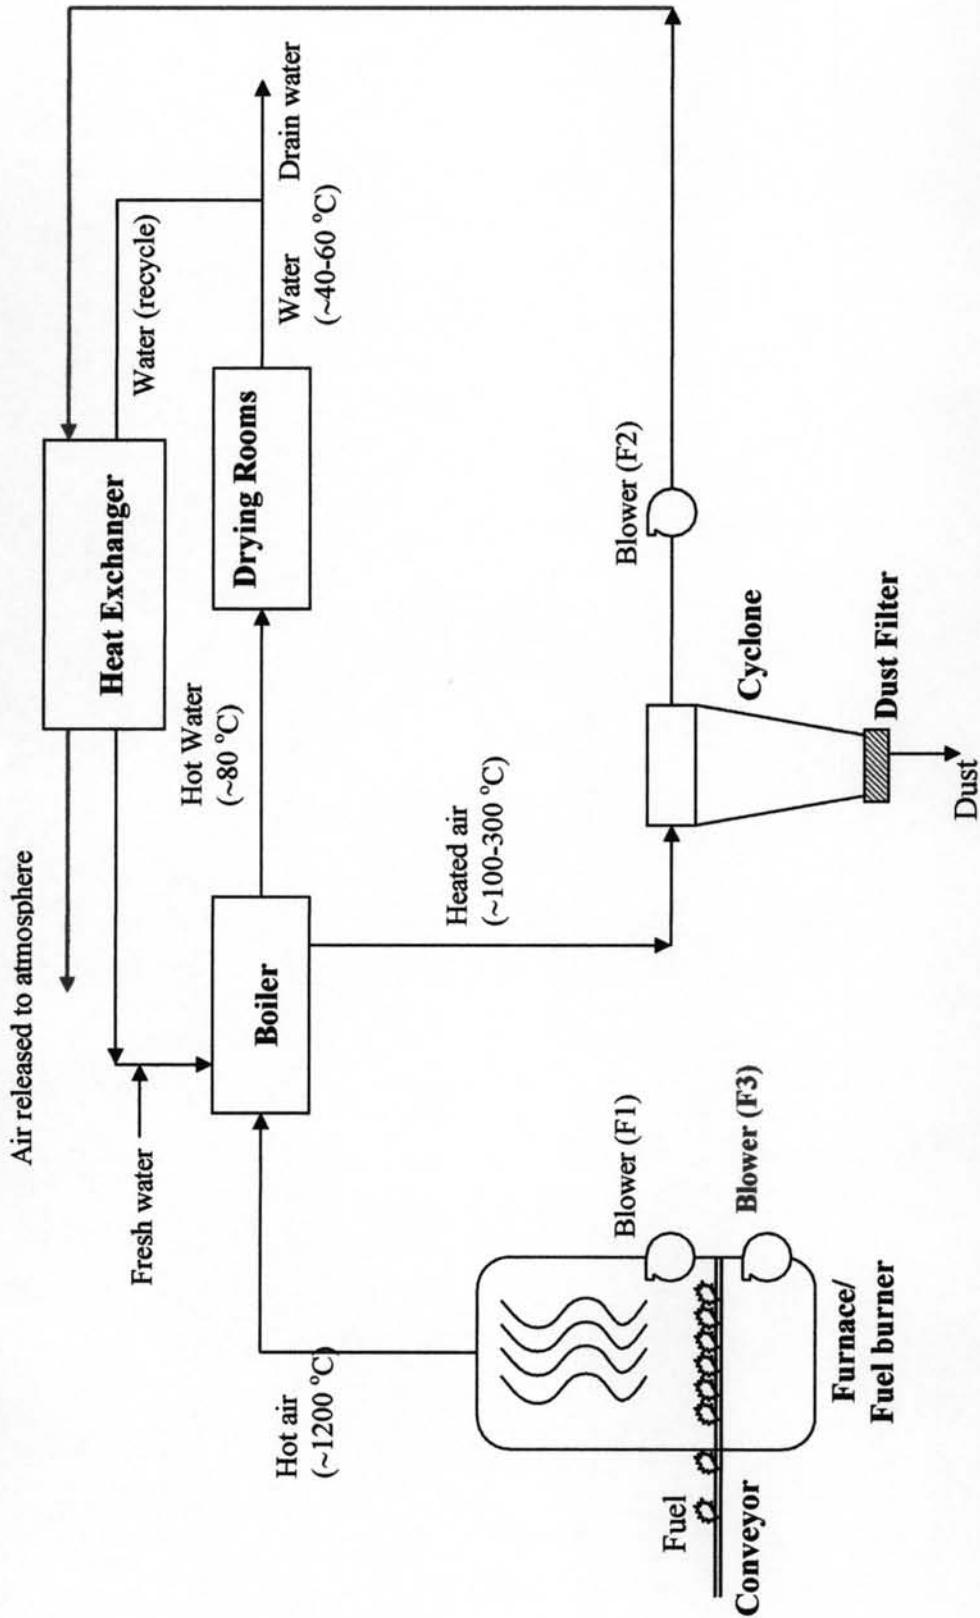 Air released to atmosphere
Fresh water
Heat Exchanger
Water (recycle)
Hot air
(~1200 °C)
Boiler
Hot Water
(~80 °C)
Drying Rooms
Water
(~40-60 °C)
Drain water
Heated air
(~100-300 °C)
Blower (F2)
Cyclone
Dust Filter
Dust
Fuel
Conveyor
Blower (F1)
Blower (F3)
Furnace/
Fuel burner